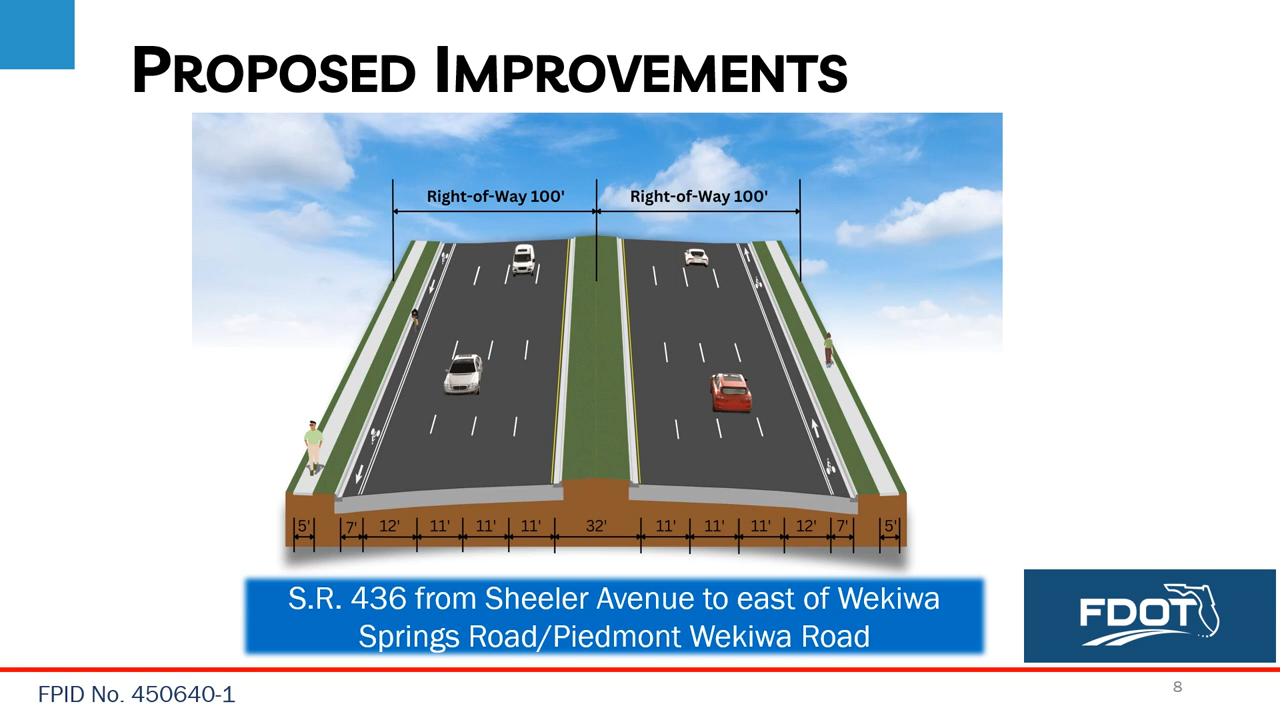 PROPOSED IMPROVEMENTS
Right-of-Way 100' Right-of-Way 100'
5' 7' 12' 11' 11' 11' 32' 11' 11' 11' 12' 7' 5'
S.R. 436 from Sheeler Avenue to east of Wekiwa
Springs Road/Piedmont Wekiwa Road
FDOT
FPID No. 450640-1
8